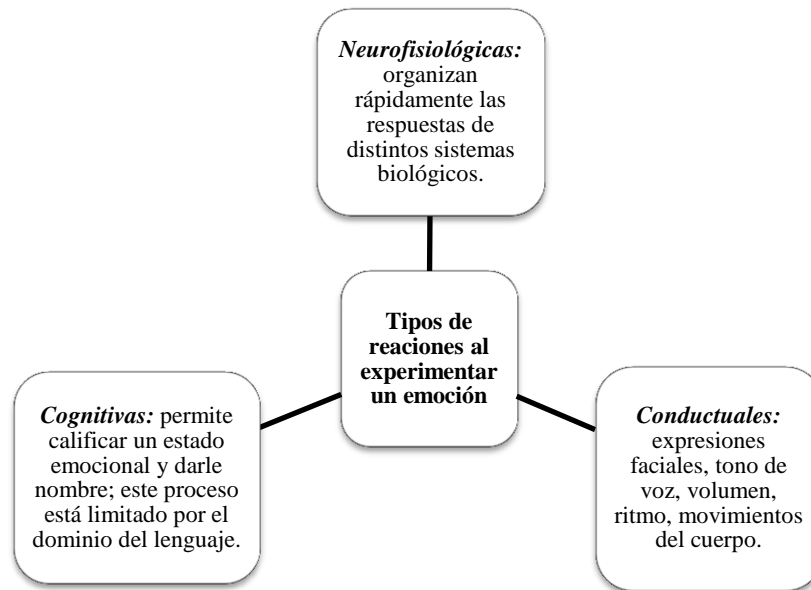 Neurofisiológicas:
organizan
rápidamente las
respuestas de
distintos sistemas
biológicos.
Tipos de
reaciones al
experimentar
un emoción
Cognitivas: permite
calificar un estado
emocional y darle
nombre; este proceso
está limitado por el
dominio del lenguaje.
Conductuales:
expresiones
faciales, tono de
voz, volumen,
ritmo, movimientos
del cuerpo.